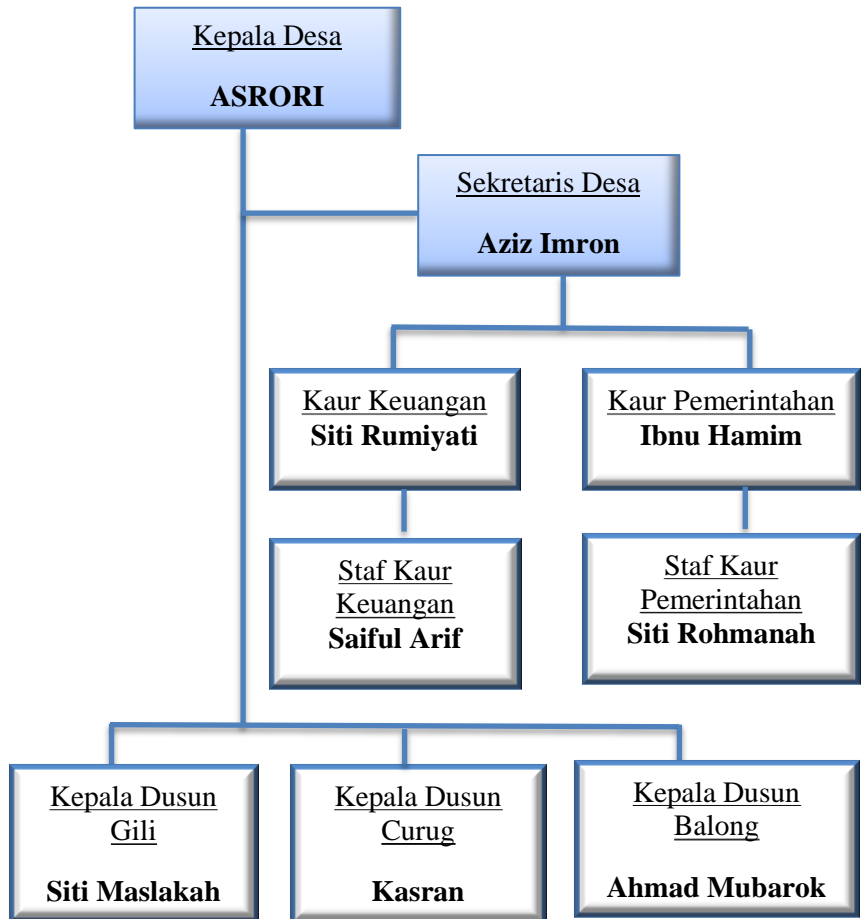 Kepala Desa
ASRORI
Sekretaris Desa
Aziz Imron
Kaur Keuangan
Siti Rumiyati
Kaur Pemerintahan
Ibnu Hamim
Staf Kaur
Keuangan
Saiful Arif
Staf Kaur
Pemerintahan
Siti Rohmanah
Kepala Dusun
Gili
Siti Maslakah
Kepala Dusun
Curug
Kasran
Kepala Dusun
Balong
Ahmad Mubarok